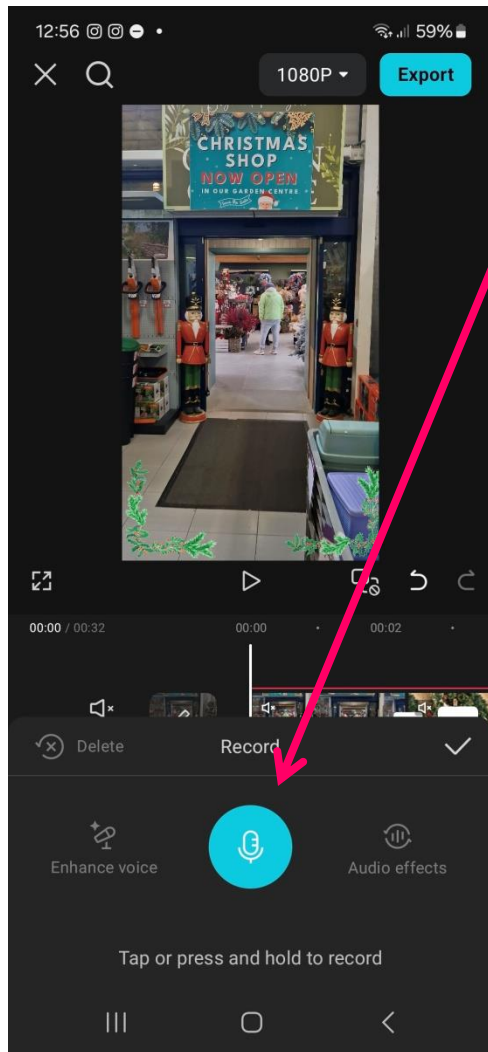 12:56
59%
1080P
Export
CHRISTMAS
SHOP
NOW OPEN
IN OUR GARDEN CENTRE
00:00 / 00:32
00:00
00:02
Delete
Record
Enhance voice
Audio effects
Tap or press and hold to record